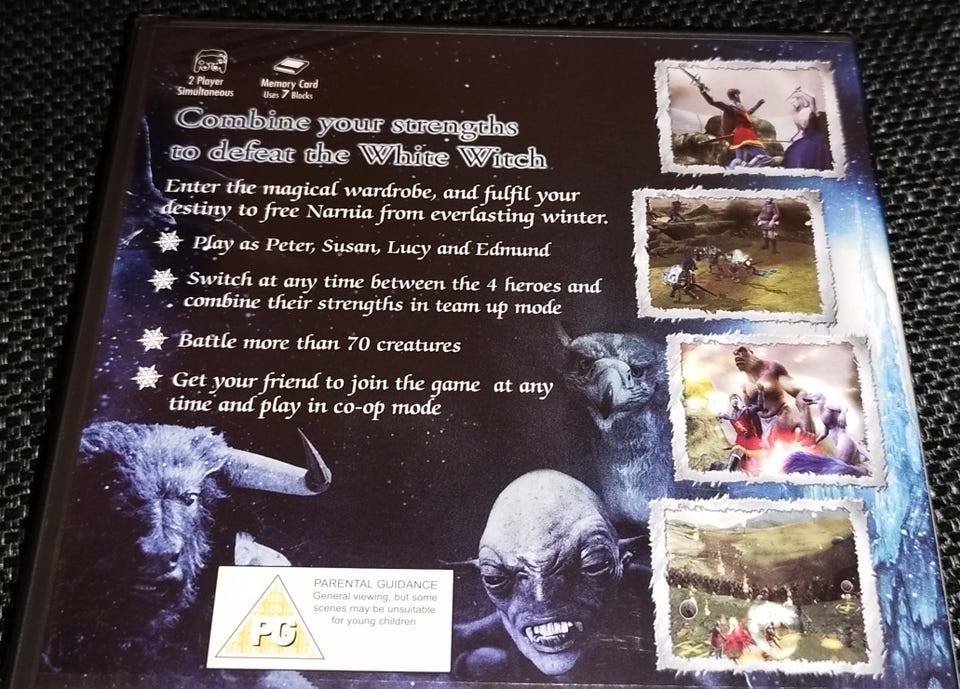 2 Player
Simultaneous
Memory Card
Uses 7 Blocks
Combine your strengths
to defeat the White Witch
Enter the magical wardrobe, and fulfil your
destiny to free Narnia from everlasting winter.
Play as Peter, Susan, Lucy and Edmund
Switch at any time between the 4 heroes and
combine their strengths in team up mode
Battle more than 70 creatures
Get your friend to join the game at any
time and play in co-op mode
PG
PARENTAL GUIDANCE
General viewing, but some
scenes may be unsuitable
for young children